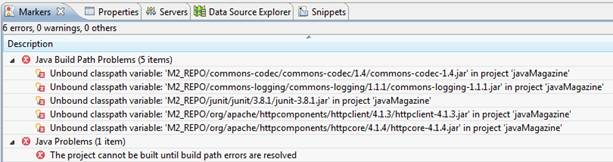 Markers Properties Servers Data Source Explorer Snippets
6 errors, 0 warnings, 0 others
Description
Java Build Path Problems (5 items)
Unbound classpath variable: 'M2_REPO/commons-codec/commons-codec/1.4/commons-codec-1.4.jar' in project 'javaMagazine'
Unbound classpath variable: 'M2_REPO/commons-logging/commons-logging/1.1.1/commons-logging-1.1.1.jar' in project 'javaMagazine'
Unbound classpath variable: 'M2_REPO/junit/junit/3.8.1/junit-3.8.1.jar' in project 'javaMagazine'
Unbound classpath variable: 'M2_REPO/org/apache/httpcomponents/httpclient/4.1.3/httpclient-4.1.3.jar' in project 'javaMagazine'
Unbound classpath variable: 'M2_REPO/org/apache/httpcomponents/httpcore/4.1.4/httpcore-4.1.4.jar' in project 'javaMagazine'
Java Problems (1 item)
The project cannot be built until build path errors are resolved